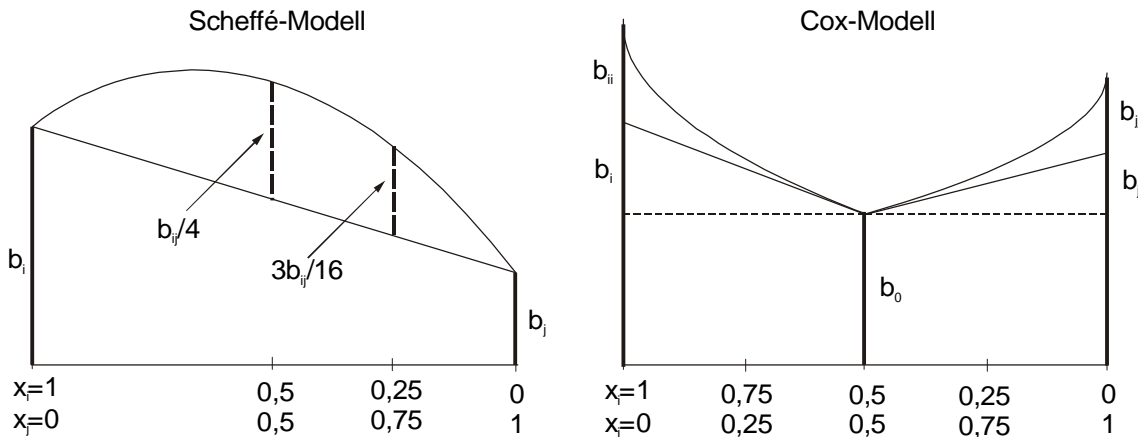 Scheffé-Modell
b_ij/4
3b_ij/16
b_i
b_j
x_i=1 0,5 0,25 0
x_j=0 0,5 0,75 1
Cox-Modell
b_ii
b_j
b_i
b_j
b_0
x_i=1 0,75 0,5 0,25 0
x_i=0 0,25 0,5 0,75 1